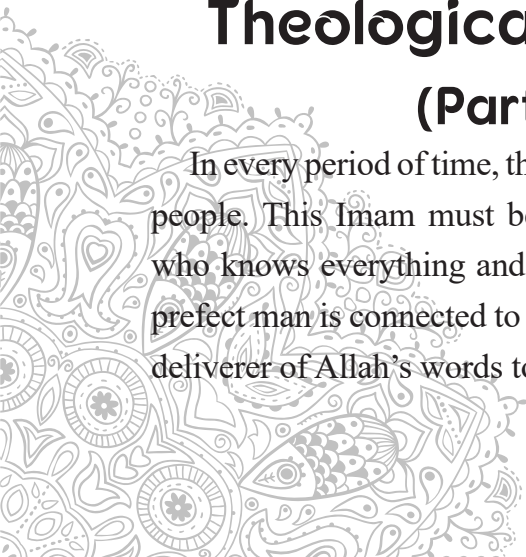 Theologica
(Part
In every period of time, th
people. This Imam must b
who knows everything and
prefect man is connected to
deliverer of Allah’s words to